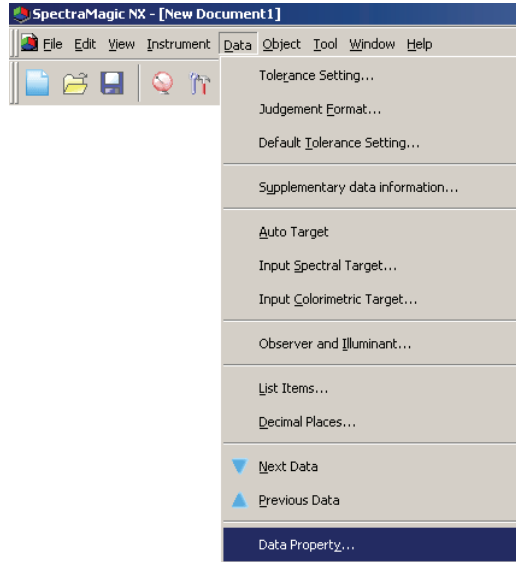 SpectraMagic NX - [New Document1]
File Edit View Instrument Data Object Tool Window Help
Tolerance Setting...
Judgement Format...
Default Tolerance Setting...
Supplementary data information...
Auto Target
Input Spectral Target...
Input Colorimetric Target...
Observer and Illuminant...
List Items...
Decimal Places...
Next Data
Previous Data
Data Property...